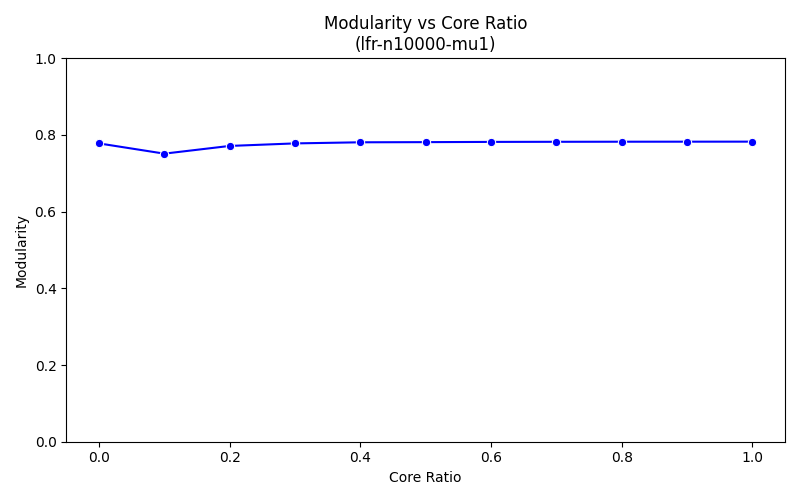 Modularity vs Core Ratio
(lfr-n10000-mu1)
1.0
0.8
0.6
0.4
0.2
0.0
Modularity
0.0 0.2 0.4 0.6 0.8 1.0
Core Ratio